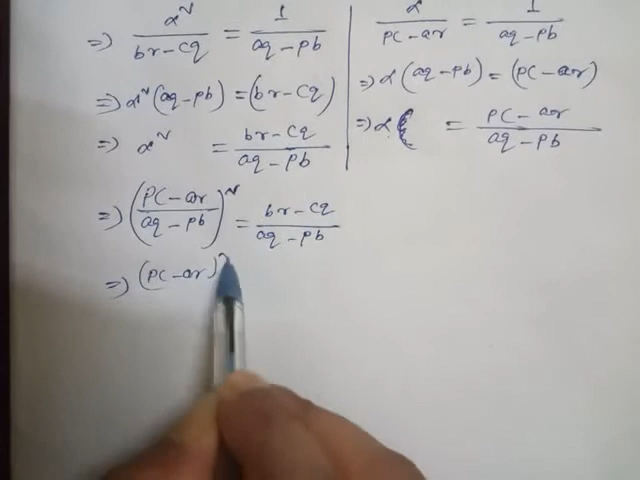 => α²/(br-cq) = 1/(aq-pb)
=> α²(aq-pb) = (br-cq)
=> α² = (br-cq)/(aq-pb)
=> ((pc-ar)/(aq-pb))² = (br-cq)/(aq-pb)
=> (pc-ar)²
α/(pc-ar) = 1/(aq-pb)
=> α(aq-pb) = (pc-ar)
=> α = (pc-ar)/(aq-pb)